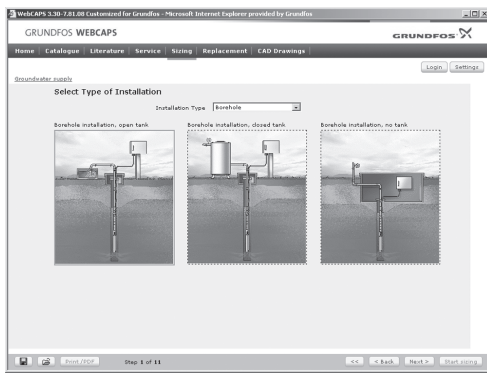 WebCAPS 5.30-7.81.08 Customized for Grundfos - Microsoft Internet Explorer provided by Grundfos
GRUNDFOS WEBCAPS
GRUNDFOS
Home Catalogue Literature Service Sizing Replacement CAD Drawings
Login Settings
Groundwater supply
Select Type of Installation
Installation Type Borehole
Borehole installation, open tank Borehole installation, closed tank Borehole installation, no tank
Print/PDF Step 1 of 11 << < Back Next > Start sizing